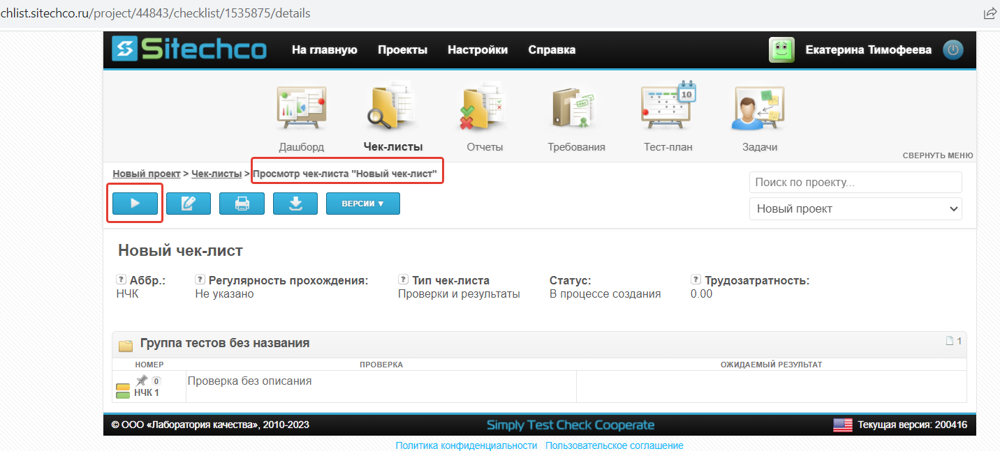 chlist.sitechco.ru/project/44843/checklist/1535875/details
Sitechco На главную Проекты Настройки Справка Екатерина Тимофеева
10
Дашборд Чек-листы Отчеты Требования Тест-план Задачи
СВЕРНУТЬ МЕНЮ
Новый проект > Чек-листы > Просмотр чек-листа "Новый чек-лист"
Поиск по проекту...
ВЕРСИИ ▼
Новый проект
Новый чек-лист
? Аббр.: ? Регулярность прохождения: ? Тип чек-листа Статус: ? Трудозатратность:
НЧК Не указано Проверки и результаты В процессе создания 0.00
Группа тестов без названия 1
НОМЕР ПРОВЕРКА ОЖИДАЕМЫЙ РЕЗУЛЬТАТ
0 Проверка без описания
НЧК 1
© ООО «Лаборатория качества», 2010-2023 Simply Test Check Cooperate Текущая версия: 200416
Политика конфиденциальности Пользовательское соглашение